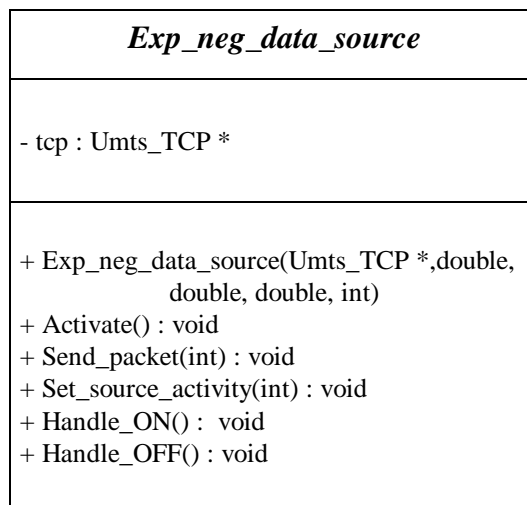 Exp_neg_data_source
- tcp : Umts_TCP *
+ Exp_neg_data_source(Umts_TCP *,double,
double, double, int)
+ Activate() : void
+ Send_packet(int) : void
+ Set_source_activity(int) : void
+ Handle_ON() :  void
+ Handle_OFF() : void